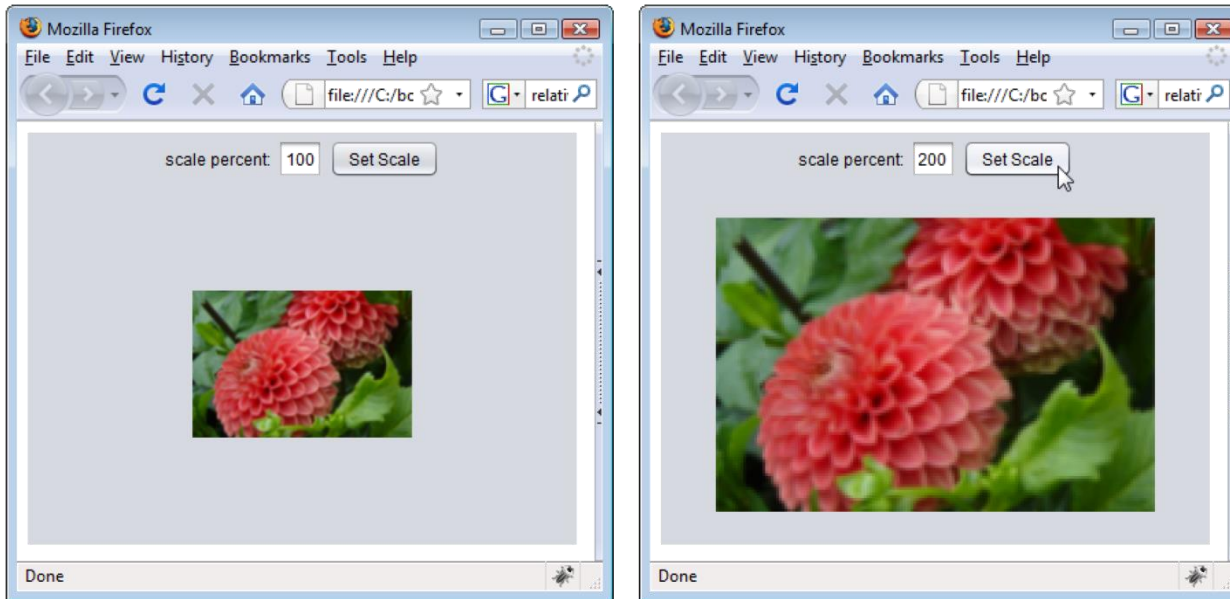 Mozilla Firefox
File Edit View History Bookmarks Tools Help
file:///C:/bc G relati
scale percent: 100 Set Scale
Done
Mozilla Firefox
File Edit View History Bookmarks Tools Help
file:///C:/bc G relati
scale percent: 200 Set Scale
Done